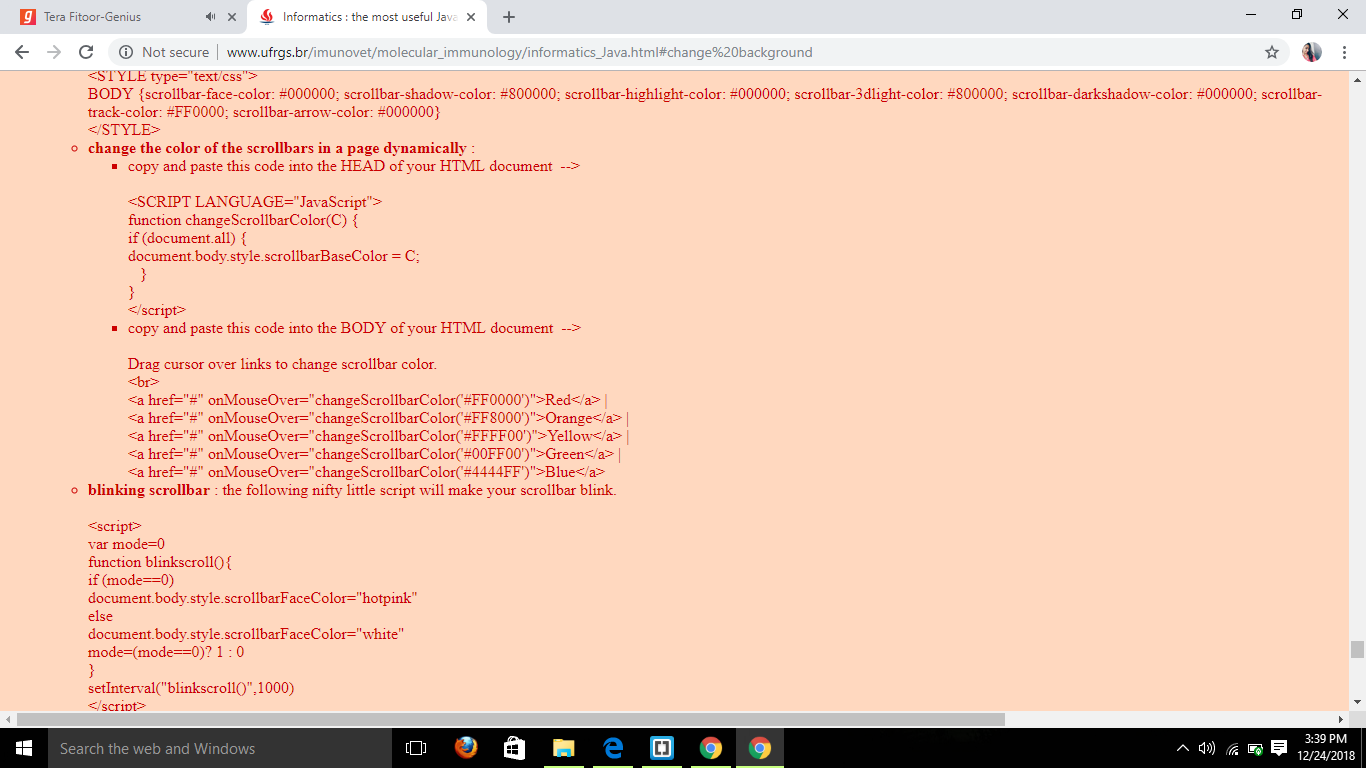 Tera Fitoor-Genius
Informatics : the most useful Java
Not secure | www.ufrgs.br/imunovet/molecular_immunology/informatics_Java.html#change%20background
<STYLE type="text/css">
BODY {scrollbar-face-color: #000000; scrollbar-shadow-color: #800000; scrollbar-highlight-color: #000000; scrollbar-3dlight-color: #800000; scrollbar-darkshadow-color: #000000; scrollbar-
track-color: #FF0000; scrollbar-arrow-color: #000000}
</STYLE>
change the color of the scrollbars in a page dynamically :
copy and paste this code into the HEAD of your HTML document -->
<SCRIPT LANGUAGE="JavaScript">
function changeScrollbarColor(C) {
if (document.all) {
document.body.style.scrollbarBaseColor = C;
}
}
</script>
copy and paste this code into the BODY of your HTML document -->
Drag cursor over links to change scrollbar color.
<br>
<a href="#" onMouseOver="changeScrollbarColor('#FF0000')">Red</a> |
<a href="#" onMouseOver="changeScrollbarColor('#FF8000')">Orange</a> |
<a href="#" onMouseOver="changeScrollbarColor('#FFFF00')">Yellow</a> |
<a href="#" onMouseOver="changeScrollbarColor('#00FF00')">Green</a> |
<a href="#" onMouseOver="changeScrollbarColor('#4444FF')">Blue</a>
blinking scrollbar : the following nifty little script will make your scrollbar blink.
<script>
var mode=0
function blinkscroll(){
if (mode==0)
document.body.style.scrollbarFaceColor="hotpink"
else
document.body.style.scrollbarFaceColor="white"
mode=(mode==0)? 1 : 0
}
setInterval("blinkscroll()",1000)
</script>
Search the web and Windows
3:39 PM
12/24/2018